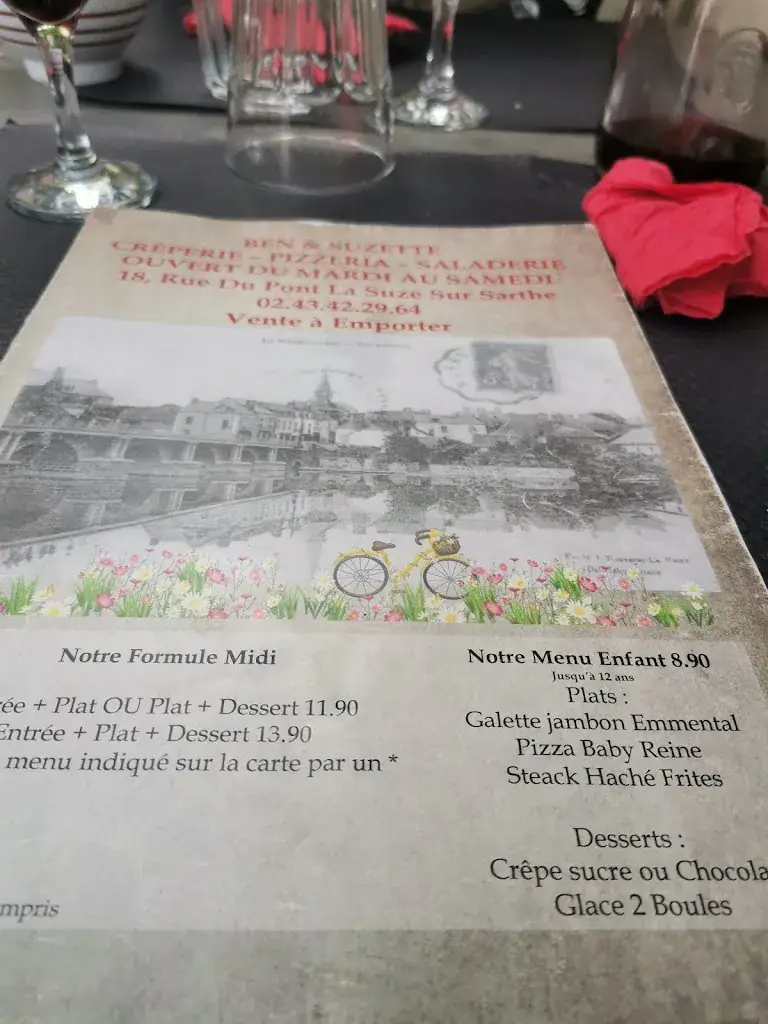 BEN & SUZETTE
CRÊPERIE - PIZZERIA - SALADERIE
OUVERT DU MARDI AU SAMEDI
18, Rue Du Pont La Suze Sur Sarthe
02.43.42.29.64
Vente à Emporter
Notre Formule Midi
ée + Plat OU Plat + Dessert 11.90
Entrée + Plat + Dessert 13.90
menu indiqué sur la carte par un *
mpris
Notre Menu Enfant 8.90
Jusqu'à 12 ans
Plats :
Galette jambon Emmental
Pizza Baby Reine
Steack Haché Frites
Desserts :
Crêpe sucre ou Chocola
Glace 2 Boules